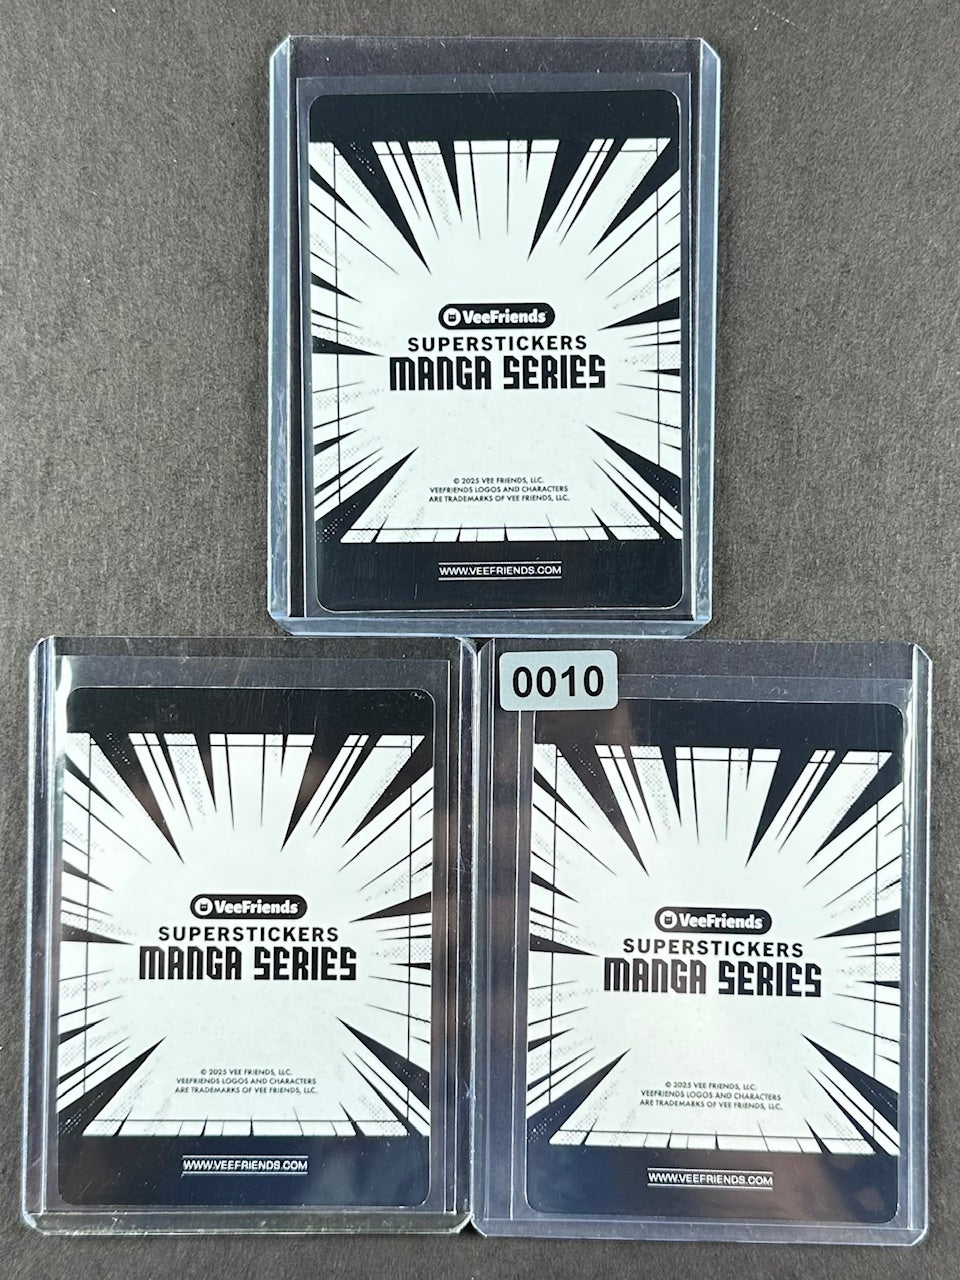 VeeFriends
SUPERSTICKERS
MANGA SERIES
© 2025 VEE FRIENDS, LLC.
VEEFRIENDS LOGOS AND CHARACTERS
ARE TRADEMARKS OF VEE FRIENDS, LLC.
WWW.VEEFRIENDS.COM
VeeFriends
SUPERSTICKERS
MANGA SERIES
© 2025 VEE FRIENDS, LLC.
VEEFRIENDS LOGOS AND CHARACTERS
ARE TRADEMARKS OF VEE FRIENDS, LLC.
WWW.VEEFRIENDS.COM
0010
VeeFriends
SUPERSTICKERS
MANGA SERIES
© 2025 VEE FRIENDS, LLC.
VEEFRIENDS LOGOS AND CHARACTERS
ARE TRADEMARKS OF VEE FRIENDS, LLC.
WWW.VEEFRIENDS.COM